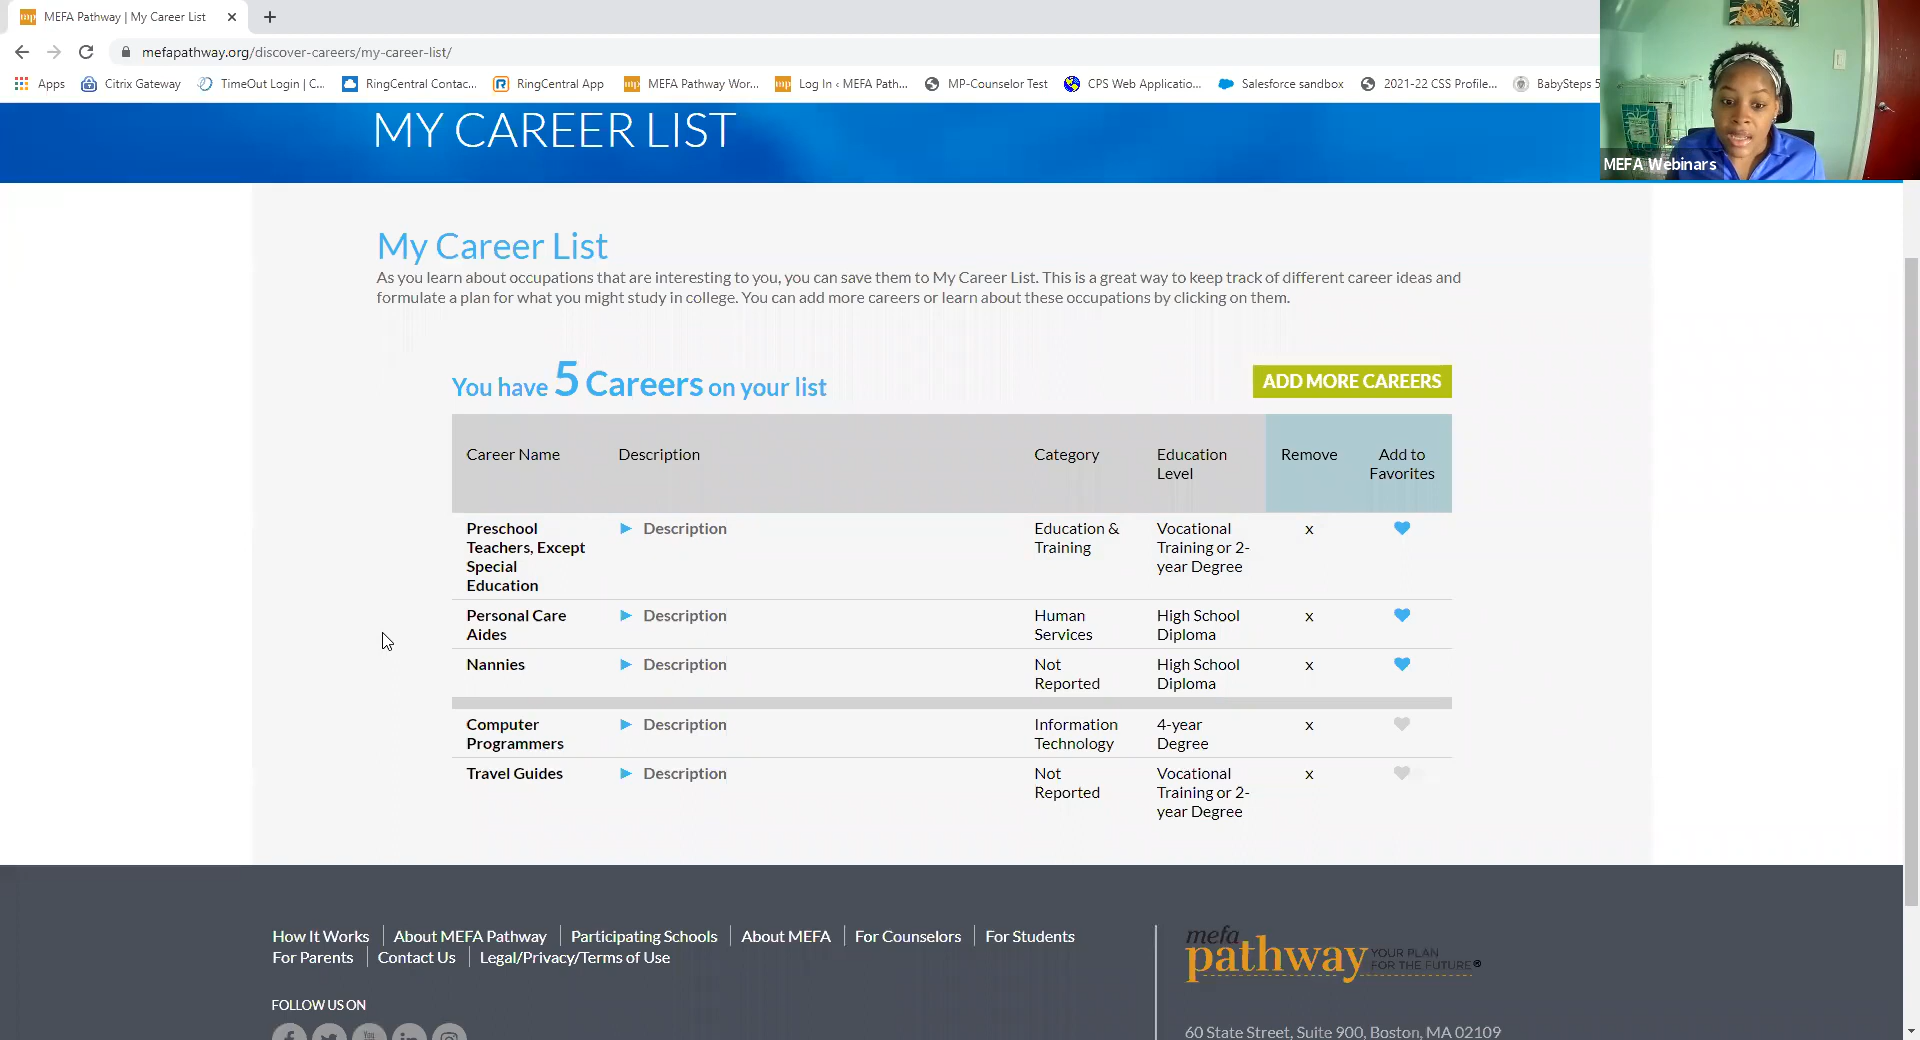 MEFA Pathway | My Career List
mefapathway.org/discover-careers/my-career-list/
Apps Citrix Gateway TimeOut Login | C... RingCentral Contac... RingCentral App MEFA Pathway Wor... Log In ‹ MEFA Path... MP-Counselor Test CPS Web Applicatio... Salesforce sandbox 2021-22 CSS Profile... BabySteps 5
MEFA Webinars
MY CAREER LIST
My Career List
As you learn about occupations that are interesting to you, you can save them to My Career List. This is a great way to keep track of different career ideas and
formulate a plan for what you might study in college. You can add more careers or learn about these occupations by clicking on them.
You have 5 Careers on your list
ADD MORE CAREERS
Career Name Description Category Education Level Remove Add to Favorites
Preschool Teachers, Except Special Education Description Education & Training Vocational Training or 2-year Degree x
Personal Care Aides Description Human Services High School Diploma x
Nannies Description Not Reported High School Diploma x
Computer Programmers Description Information Technology 4-year Degree x
Travel Guides Description Not Reported Vocational Training or 2-year Degree x
How It Works About MEFA Pathway Participating Schools About MEFA For Counselors For Students
For Parents Contact Us Legal/Privacy/Terms of Use
FOLLOW US ON
mefa
pathway YOUR PLAN FOR THE FUTURE®
60 State Street, Suite 900, Boston, MA 02109